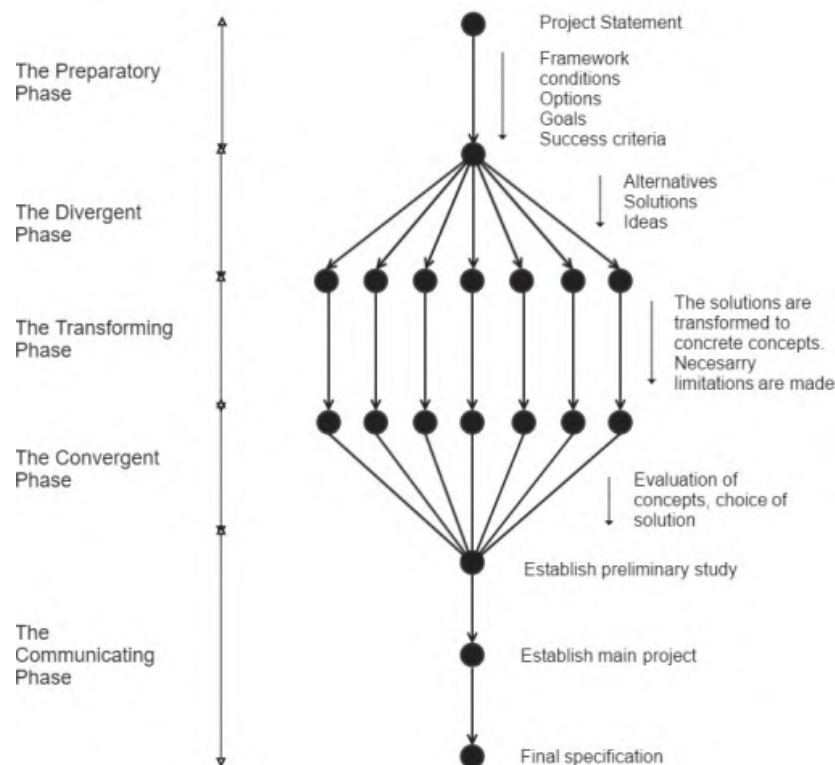 Project Statement
The Preparatory
Phase
Framework
conditions
Options
Goals
Success criteria
The Divergent
Phase
Alternatives
Solutions
Ideas
The Transforming
Phase
The solutions are
transformed to
concrete concepts.
Necesarry
limitations are made
The Convergent
Phase
Evaluation of
concepts, choice of
solution
Establish preliminary study
The
Communicating
Phase
Establish main project
Final specification